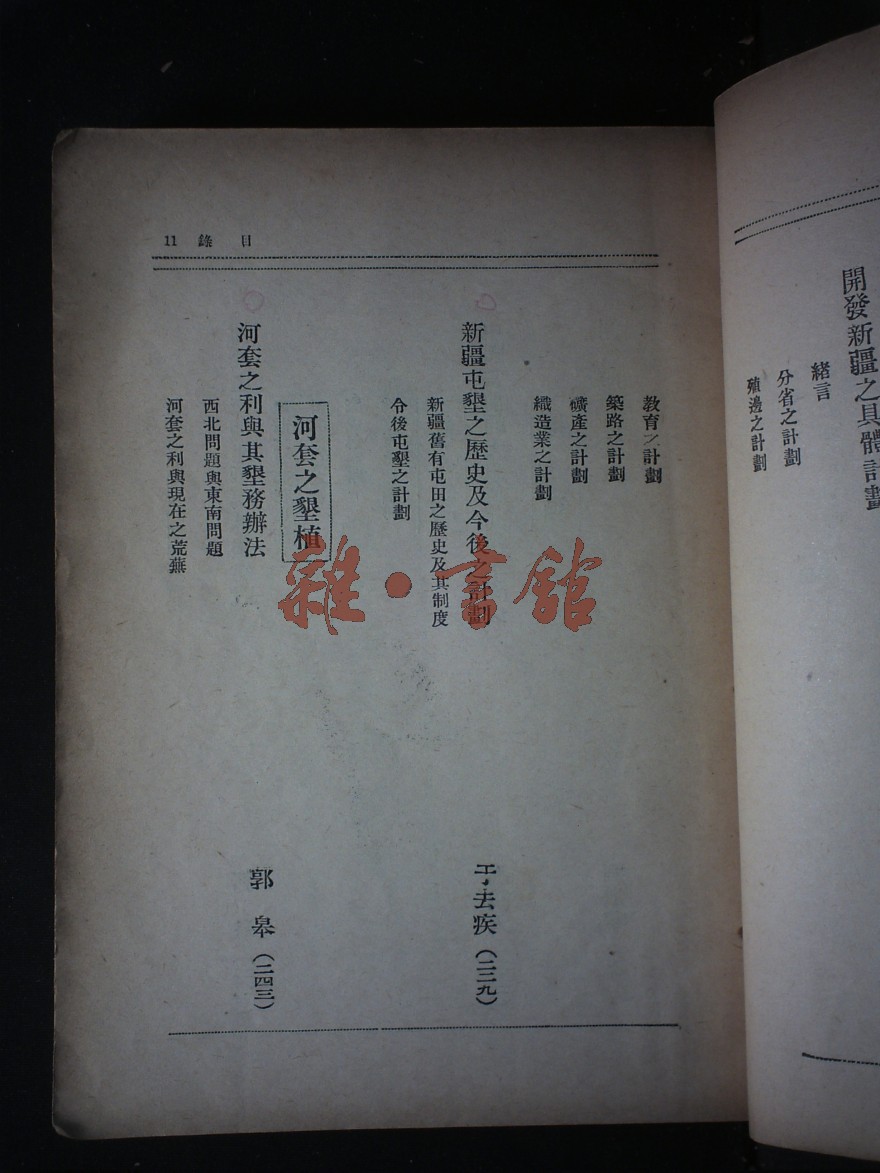 開發新疆之具體計劃
緒言
分省之計劃
殖邊之計劃
目錄 11
教育之計劃
築路之計劃
礦產之計劃
織造業之計劃
新疆屯墾之歷史及今後之計劃 于去疾（二三九）
新疆舊有屯田之歷史及其制度
今後屯墾之計劃
河套之墾植
河套之利與其墾務辦法 郭皋（二四三）
西北問題與東南問題
河套之利與現在之荒蕪
雜·書館